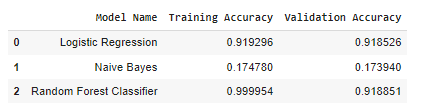 Model Name Training Accuracy Validation Accuracy
0 Logistic Regression 0.919296 0.918526
1 Naive Bayes 0.174780 0.173940
2 Random Forest Classifier 0.999954 0.918851